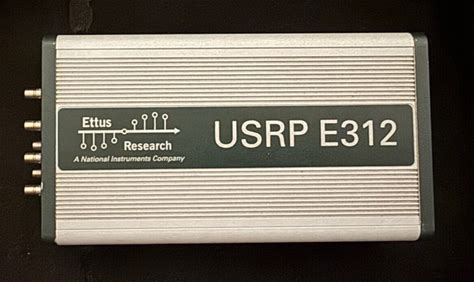 Ettus
Research
A National Instruments Company
USRP E312